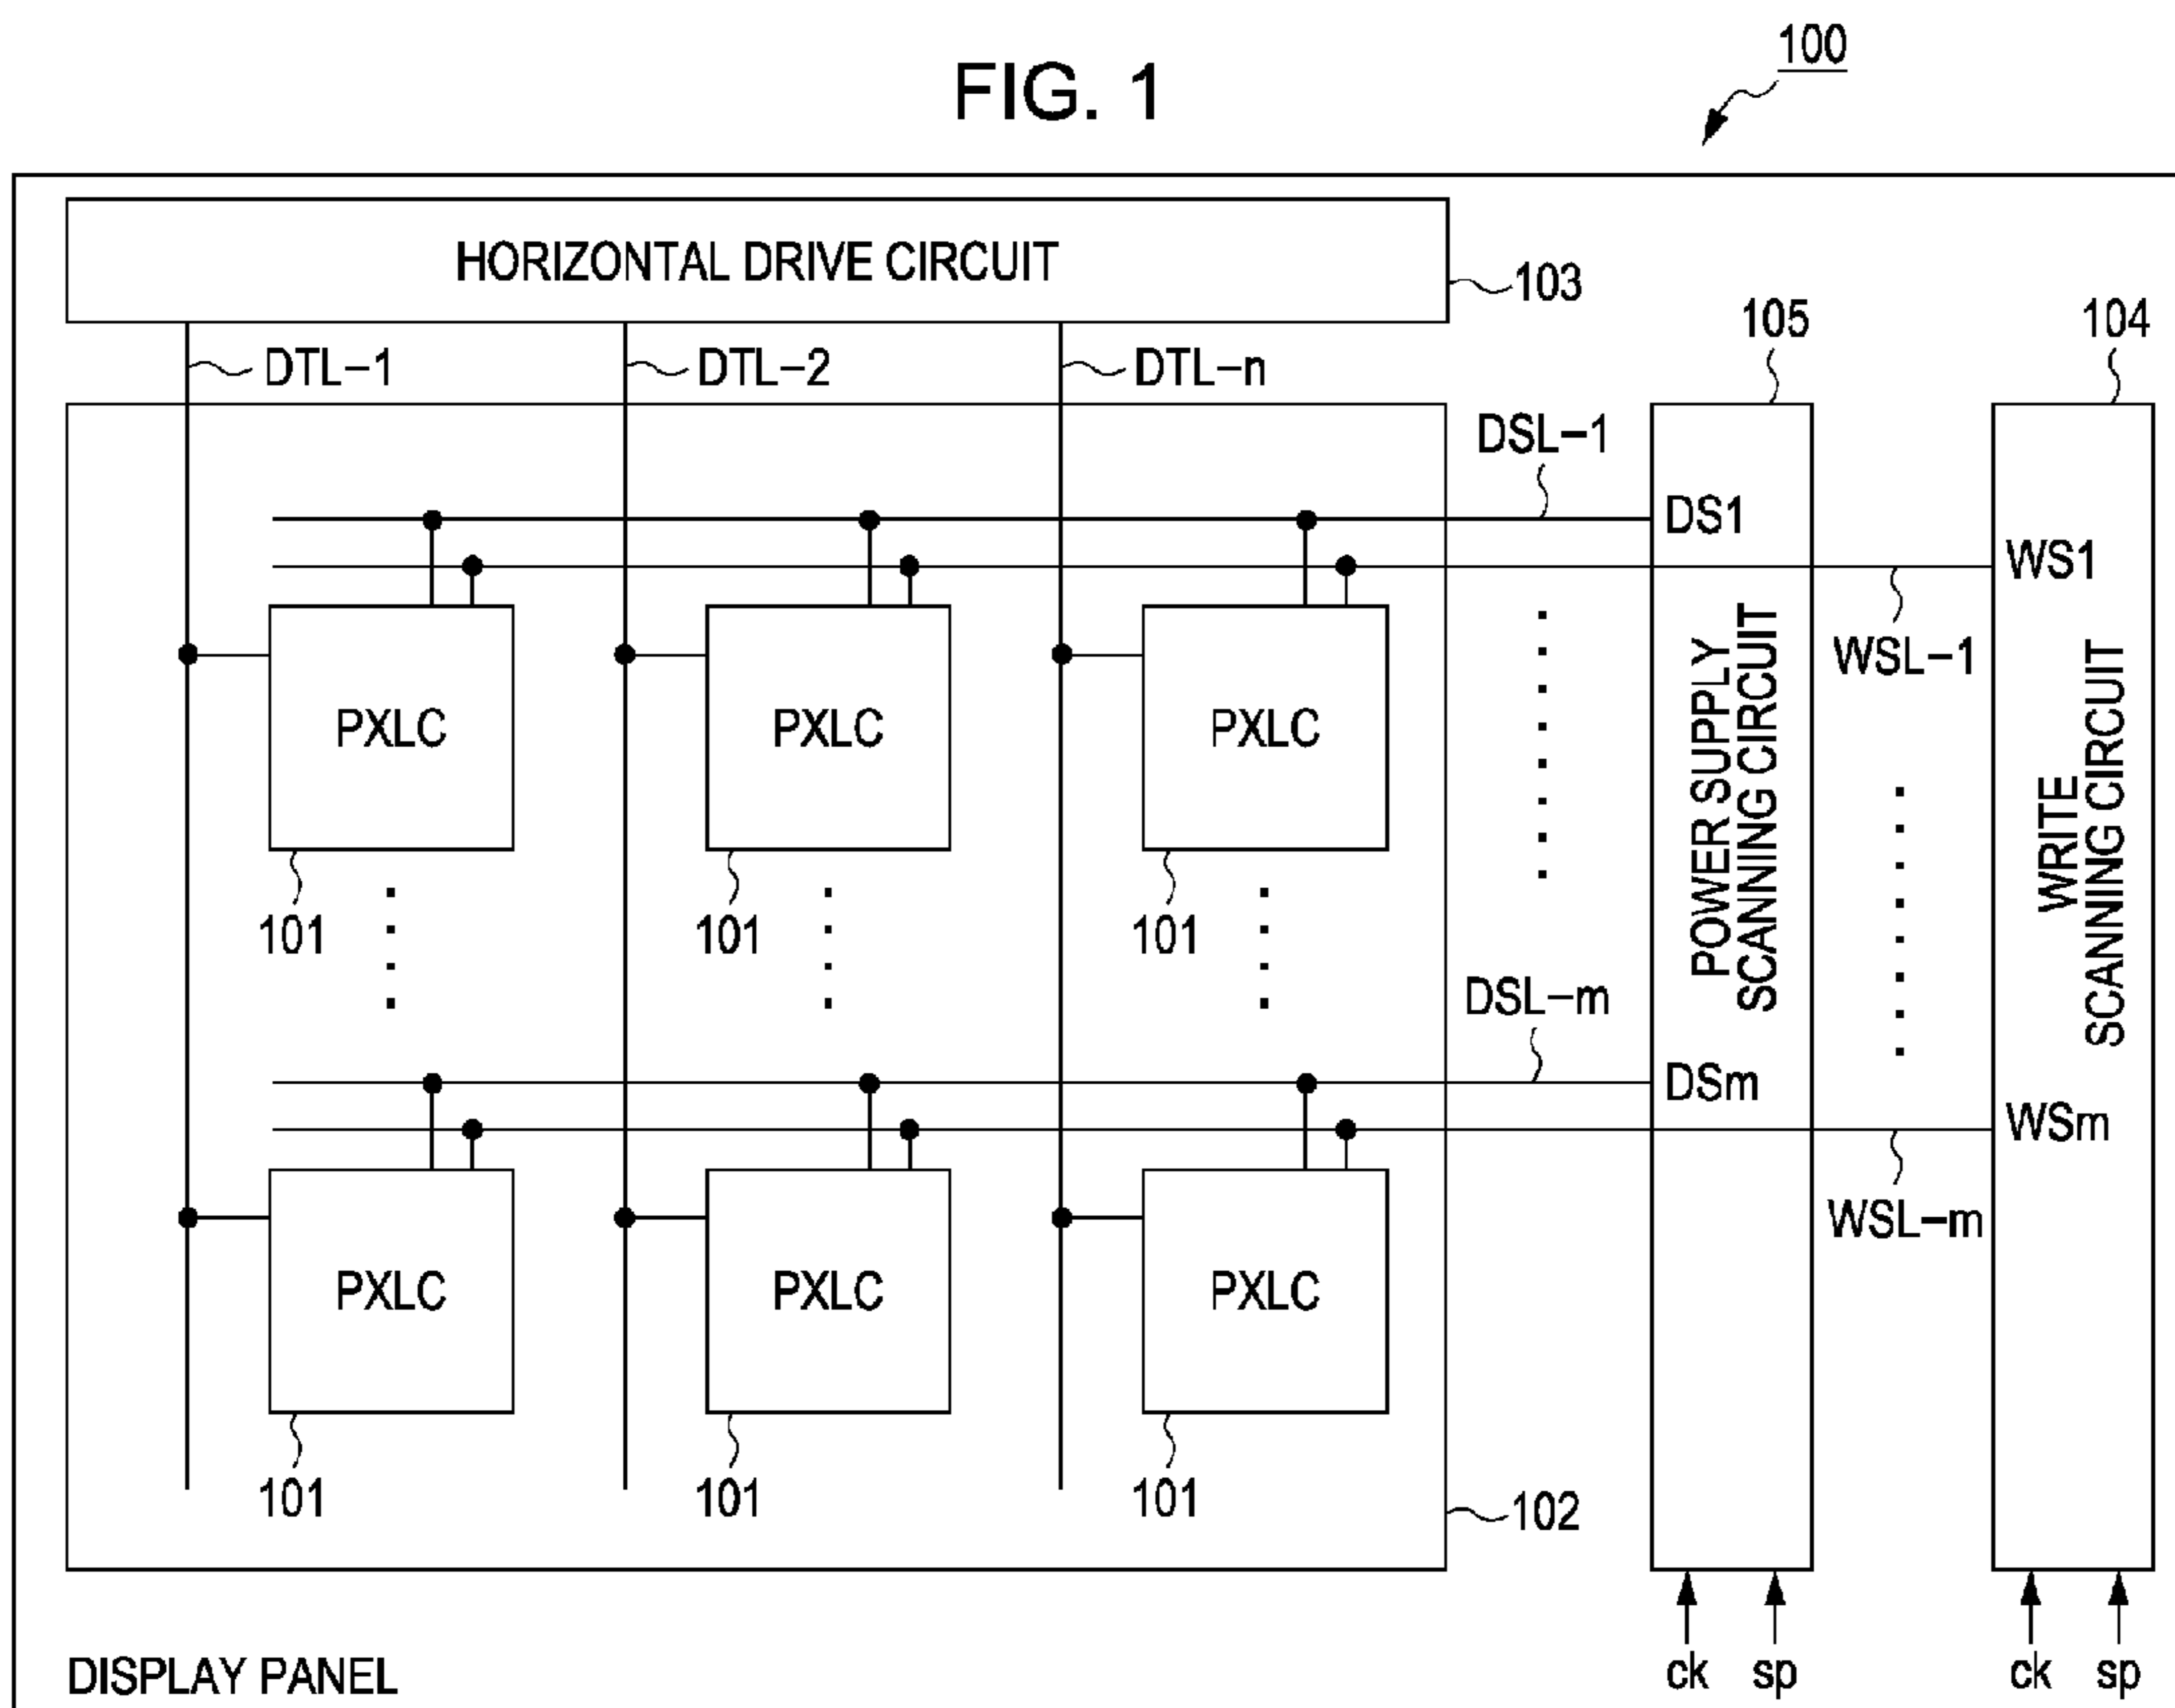 FIG. 1
100
HORIZONTAL DRIVE CIRCUIT
103
DTL-1
DTL-2
DTL-n
105
104
DSL-1
DS1
WS1
WSL-1
PXLC
PXLC
PXLC
101
101
101
POWER SUPPLY
SCANNING CIRCUIT
WRITE
SCANNING CIRCUIT
DSL-m
DSm
WSm
WSL-m
PXLC
PXLC
PXLC
101
101
101
102
DISPLAY PANEL
ck
sp
ck
sp